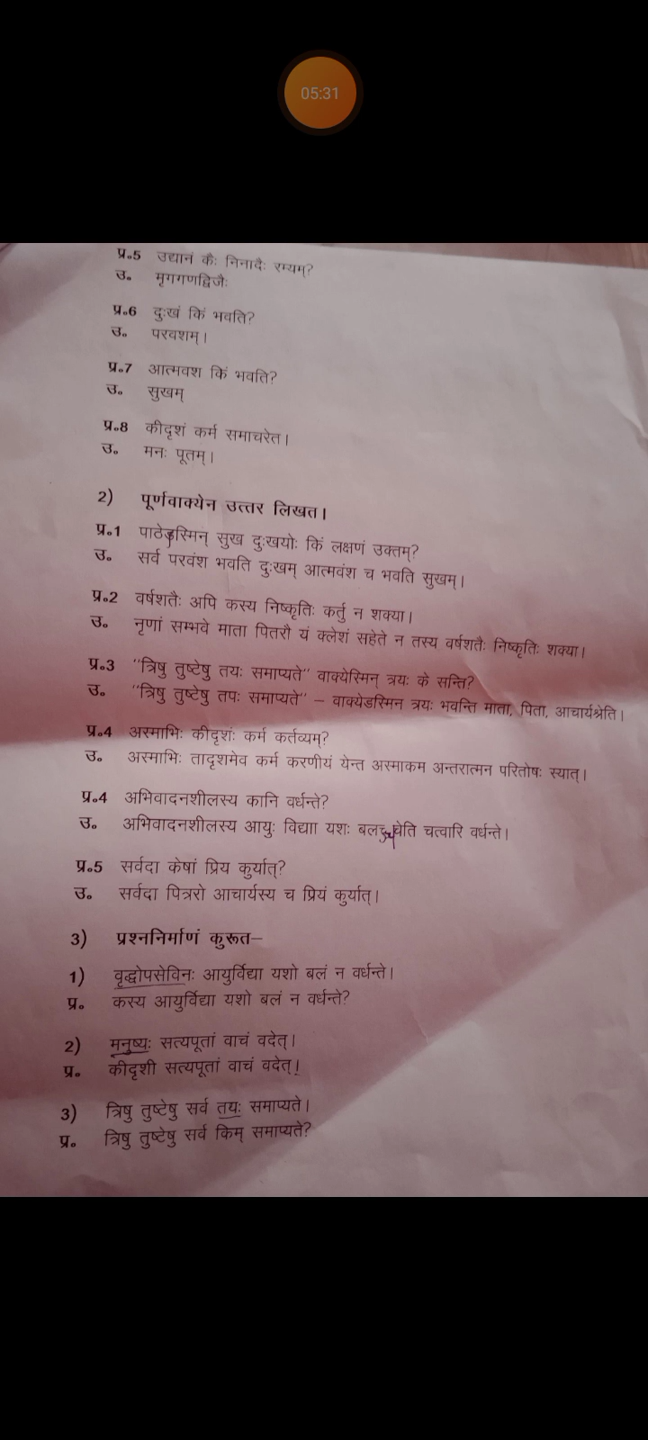 05:31
प्र॰5 उद्यानं कैः निनादैः रम्यम्?
उ॰ मृगगणद्विजैः
प्र॰6 दुःखं किं भवति?
उ॰ परवशम्।
प्र॰7 आत्मवश किं भवति?
उ॰ सुखम्
प्र॰8 कीदृशं कर्म समाचरेत।
उ॰ मनः पूतम्।
2) पूर्णवाक्येन उत्तर लिखत।
प्र॰1 पाठेऽस्मिन् सुख दुःखयोः किं लक्षणं उक्तम्?
उ॰ सर्व परवंश भवति दुःखम् आत्मवंश च भवति सुखम्।
प्र॰2 वर्षशतैः अपि कस्य निष्कृतिः कर्तु न शक्या।
उ॰ नृणां सम्भवे माता पितरौ यं क्लेशं सहेते न तस्य वर्षशतैः निष्कृतिः शक्या।
प्र॰3 "त्रिषु तुष्टेषु तयः समाप्यते" वाक्येस्मिन् त्रयः के सन्ति?
उ॰ "त्रिषु तुष्टेषु तपः समाप्यते" – वाक्येडस्मिन त्रयः भवन्ति माता, पिता, आचार्यश्रेति।
प्र॰4 अस्माभिः कीदृशंः कर्म कर्तव्यम्?
उ॰ अस्माभिः तादृशमेव कर्म करणीयं येन्त अस्माकम अन्तरात्मन परितोषः स्यात्।
प्र॰4 अभिवादनशीलस्य कानि वर्धन्ते?
उ॰ अभिवादनशीलस्य आयुः विद्याा यशः चत्वारि वर्धन्ते।
प्र॰5 सर्वदा केषां प्रिय कुर्यात्?
उ॰ सर्वदा पित्ररो आचार्यस्य च प्रियं कुर्यात्।
3) प्रश्ननिर्माणं कुरूत–
1) वृद्धोपसेविनः आयुर्विद्या यशो बलं न वर्धन्ते।
प्र॰ कस्य आयुर्विद्या यशो बलं न वर्धन्ते?
2) मनुष्यः सत्यपूतां वाचं वदेत्।
प्र॰ कीदृशी सत्यपूतां वाचं वदेत्!
3) त्रिषु तुष्टेषु सर्व तयः समाप्यते।
प्र॰ त्रिषु तुष्टेषु सर्व किम् समाप्यते?